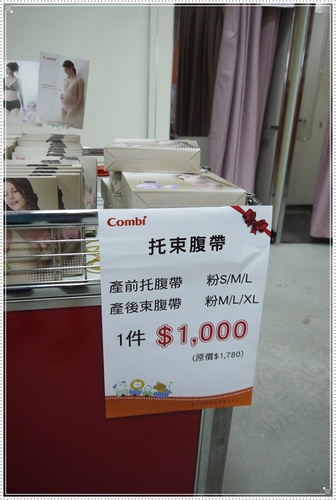 Combi
Combi
托束腹帶
產前托腹帶 粉S/M/L
產後束腹帶 粉M/L/XL
1件 $1,000
(原價$1,780)